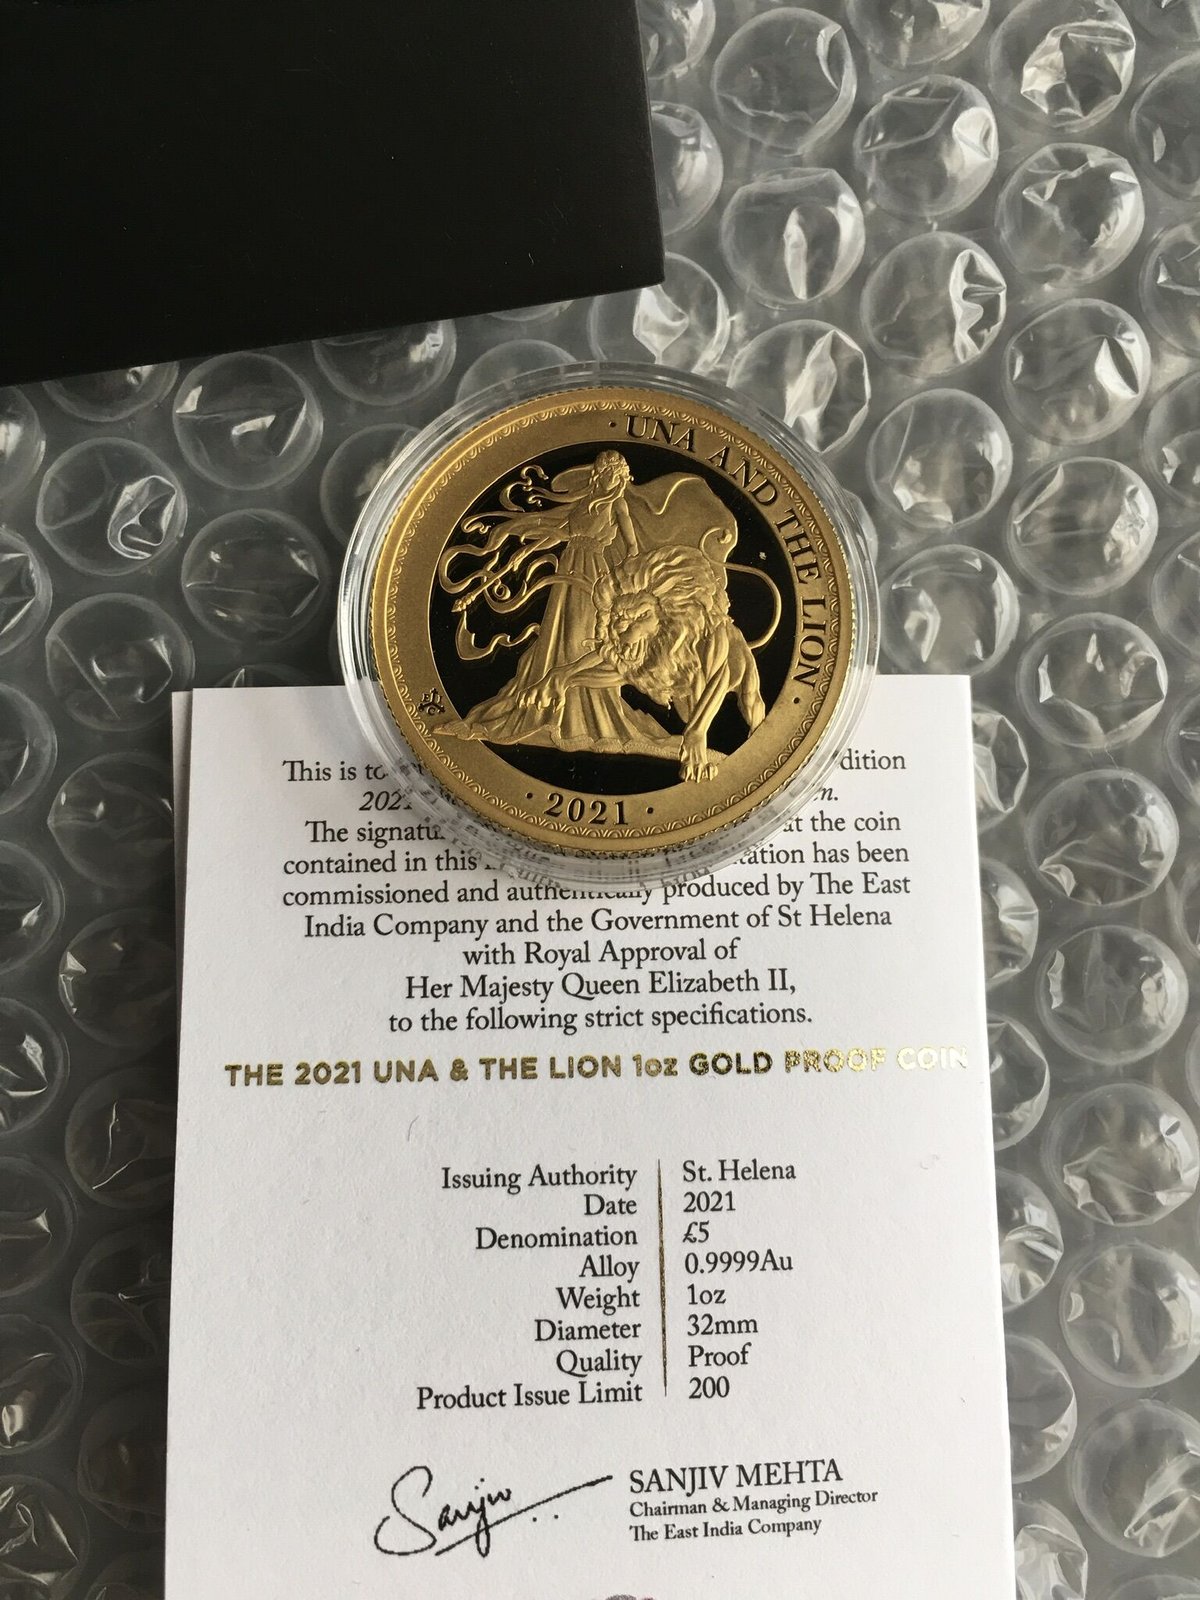 · UNA AND THE LION ·
EIC
· 2021 ·
This is to dition
The signatu at the coin
contained in this has been
commissioned and authentically produced by The East
India Company and the Government of St Helena
with Royal Approval of
Her Majesty Queen Elizabeth II,
to the following strict specifications.
THE 2021 UNA & THE LION 1oz GOLD PROOF COIN
Issuing Authority St. Helena
Date 2021
Denomination £5
Alloy 0.9999Au
Weight 1oz
Diameter 32mm
Quality Proof
Product Issue Limit 200
Sanjiv
SANJIV MEHTA
Chairman & Managing Director
The East India Company